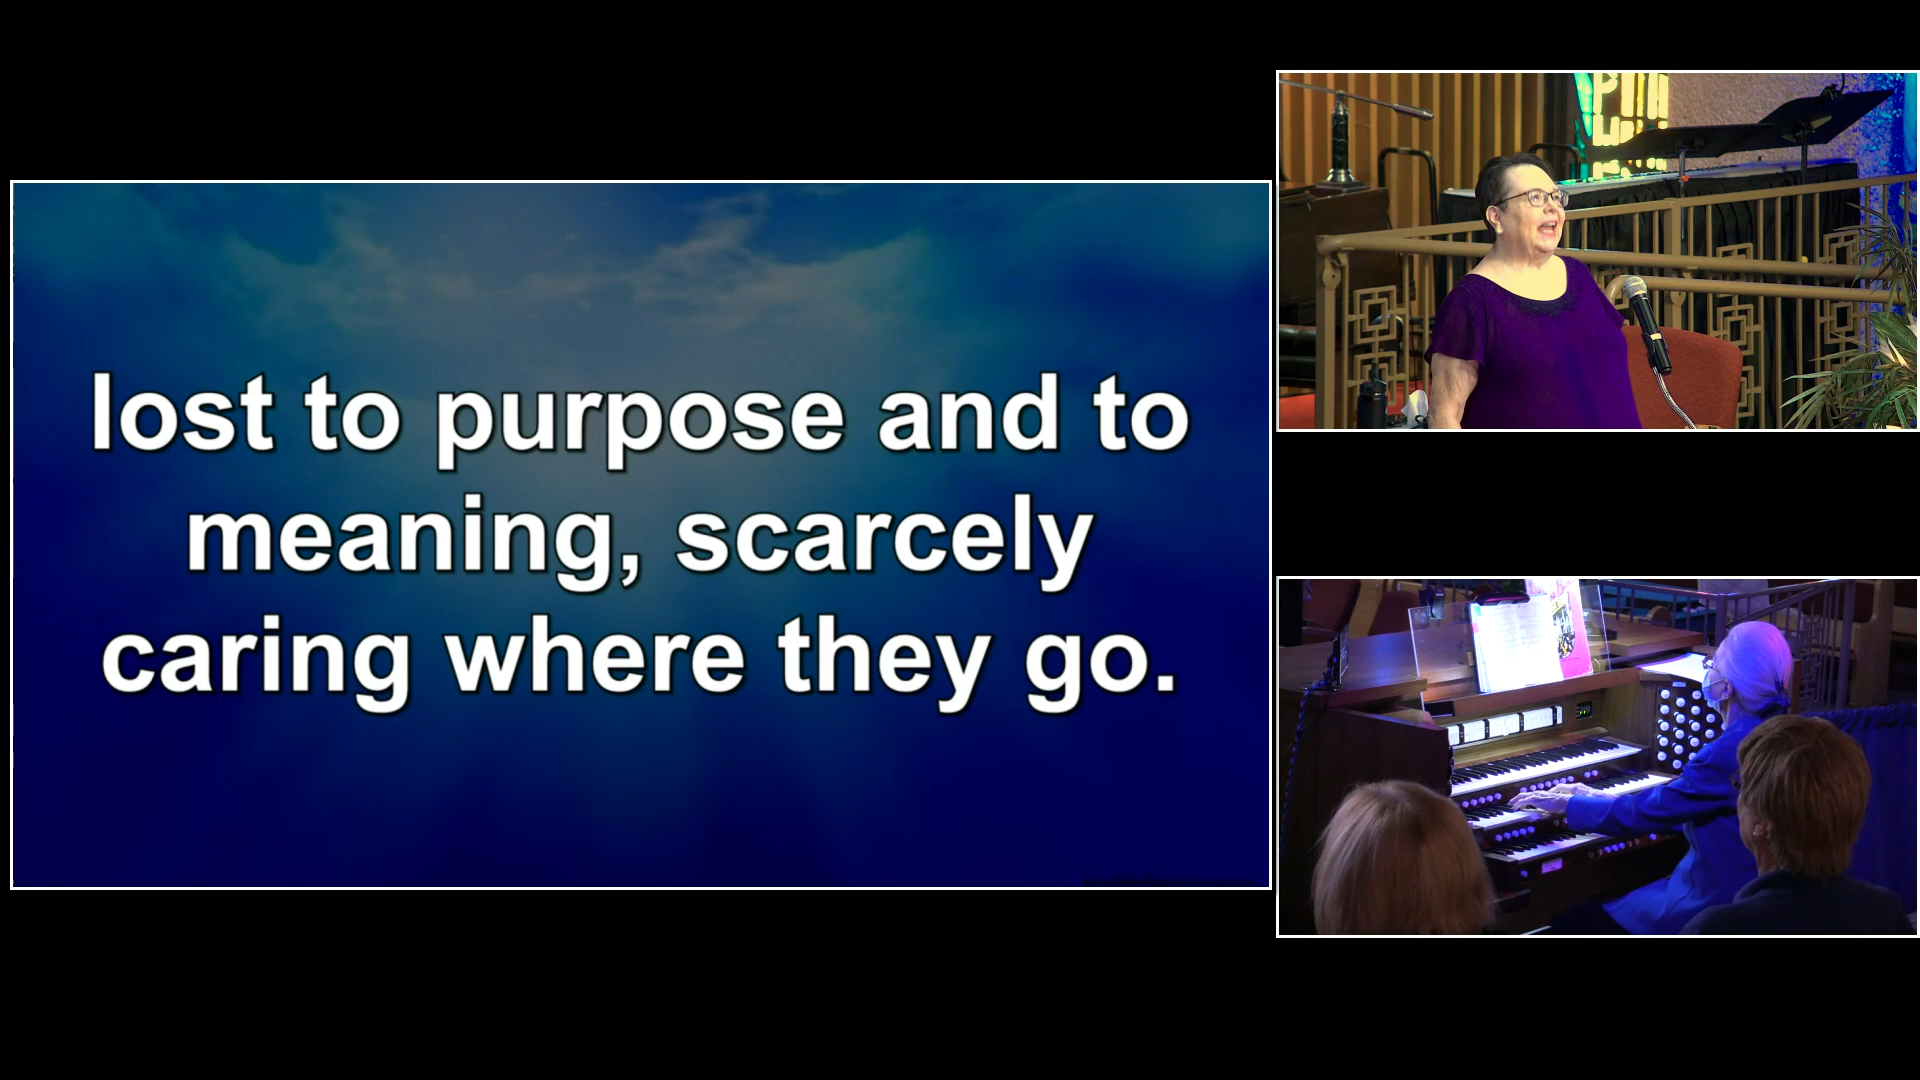 lost to purpose and to
meaning, scarcely
caring where they go.